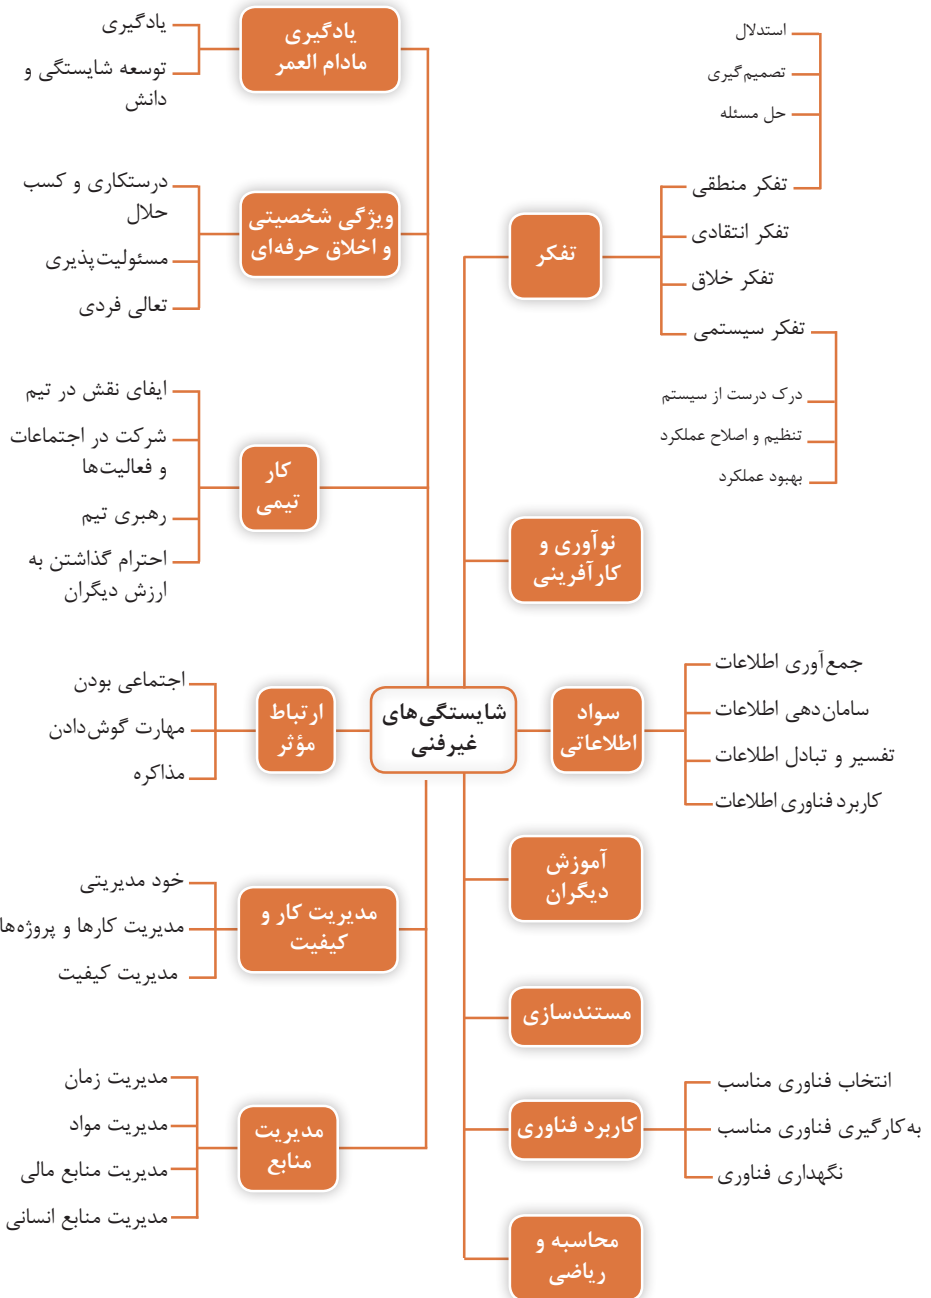 شایستگی‌های
غیرفنی
تفکر
تفکر منطقی
استدلال
تصمیم‌گیری
حل مسئله
تفکر انتقادی
تفکر خلاق
تفکر سیستمی
درک درست از سیستم
تنظیم و اصلاح عملکرد
بهبود عملکرد
نوآوری و
کارآفرینی
سواد
اطلاعاتی
جمع‌آوری اطلاعات
سامان‌دهی اطلاعات
تفسیر و تبادل اطلاعات
کاربرد فناوری اطلاعات
آموزش
دیگران
مستندسازی
کاربرد فناوری
انتخاب فناوری مناسب
به‌کارگیری فناوری مناسب
نگهداری فناوری
محاسبه و
ریاضی
یادگیری
مادام العمر
یادگیری
توسعه شایستگی و
دانش
ویژگی شخصیتی
و اخلاق حرفه‌ای
درستکاری و کسب
حلال
مسئولیت‌پذیری
تعالی فردی
کار
تیمی
ایفای نقش در تیم
شرکت در اجتماعات
و فعالیت‌ها
رهبری تیم
احترام گذاشتن به
ارزش دیگران
ارتباط
مؤثر
اجتماعی بودن
مهارت گوش‌دادن
مذاکره
مدیریت کار و
کیفیت
خود مدیریتی
مدیریت کارها و پروژه‌ها
مدیریت کیفیت
مدیریت
منابع
مدیریت زمان
مدیریت مواد
مدیریت منابع مالی
مدیریت منابع انسانی